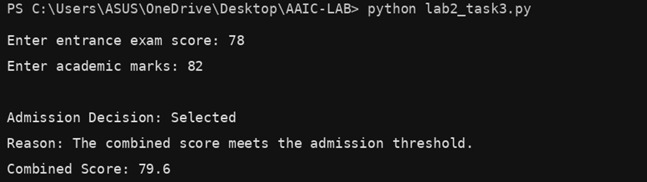 PS C:\Users\ASUS\OneDrive\Desktop\AAIC-LAB> python lab2_task3.py
Enter entrance exam score: 78
Enter academic marks: 82
Admission Decision: Selected
Reason: The combined score meets the admission threshold.
Combined Score: 79.6